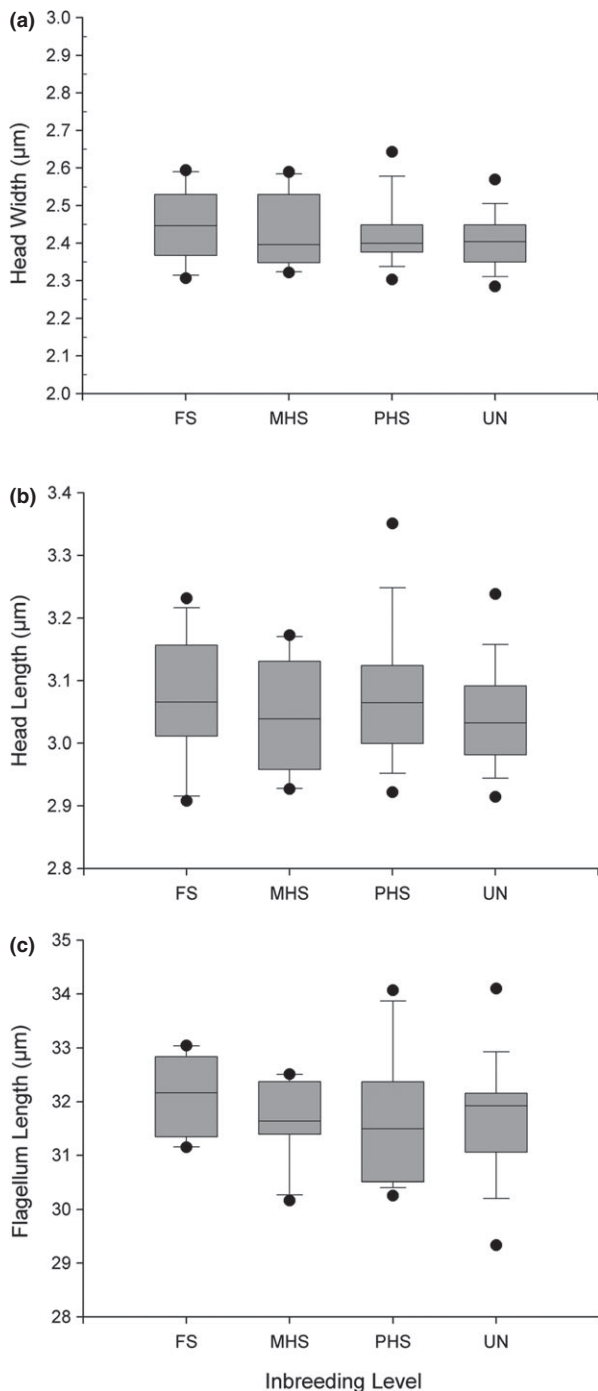 (a)
Head Width (µm)
3.0
2.9
2.8
2.7
2.6
2.5
2.4
2.3
2.2
2.1
2.0
FS MHS PHS UN
(b)
Head Length (µm)
3.4
3.3
3.2
3.1
3.0
2.9
2.8
FS MHS PHS UN
(c)
Flagellum Length (µm)
35
34
33
32
31
30
29
28
FS MHS PHS UN
Inbreeding Level